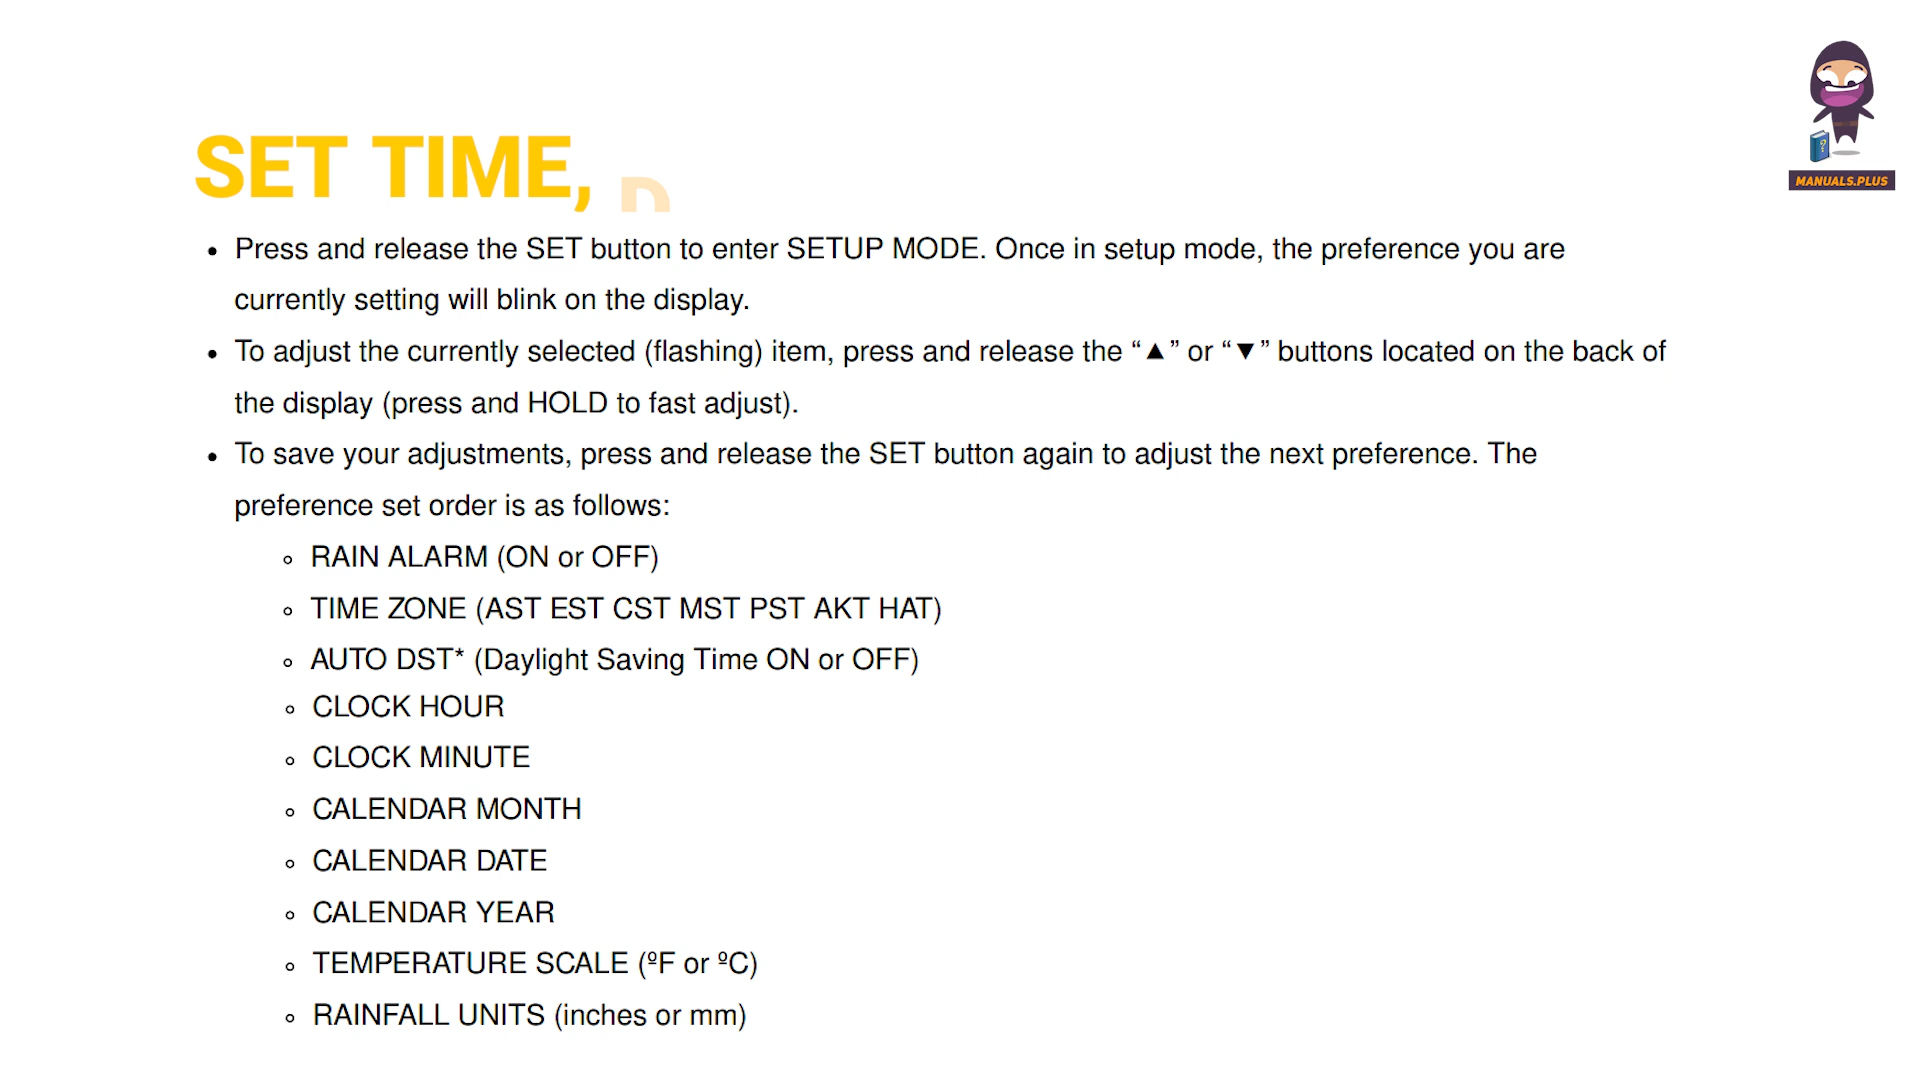 SET TIME,
MANUALS.PLUS
• Press and release the SET button to enter SETUP MODE. Once in setup mode, the preference you are
currently setting will blink on the display.
• To adjust the currently selected (flashing) item, press and release the “▲” or “▼” buttons located on the back of
the display (press and HOLD to fast adjust).
• To save your adjustments, press and release the SET button again to adjust the next preference. The
preference set order is as follows:
◦ RAIN ALARM (ON or OFF)
◦ TIME ZONE (AST EST CST MST PST AKT HAT)
◦ AUTO DST* (Daylight Saving Time ON or OFF)
◦ CLOCK HOUR
◦ CLOCK MINUTE
◦ CALENDAR MONTH
◦ CALENDAR DATE
◦ CALENDAR YEAR
◦ TEMPERATURE SCALE (ºF or ºC)
◦ RAINFALL UNITS (inches or mm)